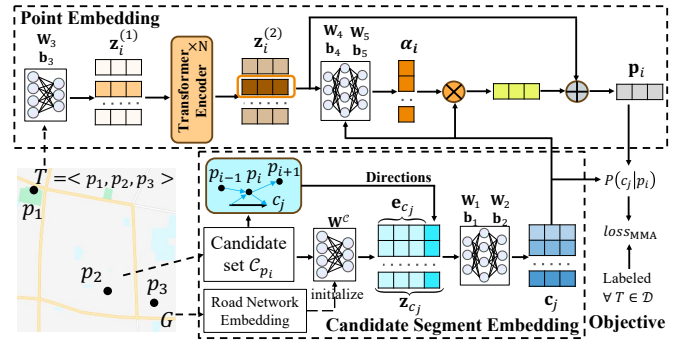 Point Embedding
W₃
b₃
z_i^(1)
Transformer
Encoder
×N
z_i^(2)
W₄ W₅
b₄ b₅
α_i
p_i
T = < p₁, p₂, p₃ >
p₁
p₂
p₃
G
p_{i−1} p_i p_{i+1}
c_j
Directions
Candidate
set C_{p_i}
Road Network
Embedding
W^C
initialize
e_{c_j}
z_{c_j}
W₁ W₂
b₁ b₂
c_j
Candidate Segment Embedding
P(c_j|p_i)
loss_MMA
Labeled
∀ T ∈ D
Objective